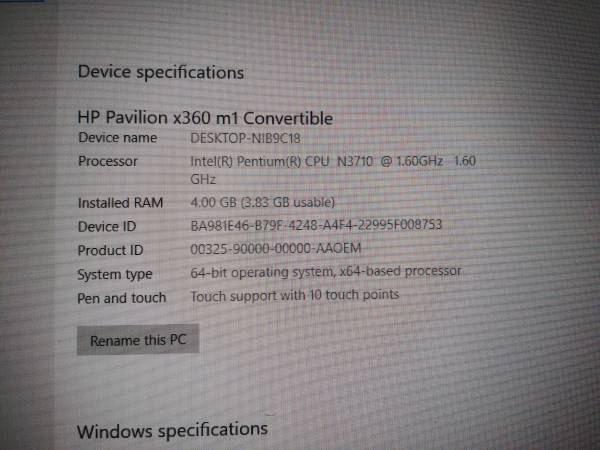 Device specifications
HP Pavilion x360 m1 Convertible
Device name DESKTOP-NIB9C18
Processor Intel(R) Pentium(R) CPU N3710 @ 1.60GHz 1.60
GHz
Installed RAM 4.00 GB (3.83 GB usable)
Device ID BA981E46-B79F-4248-A4F4-22995F008753
Product ID 00325-90000-00000-AAOEM
System type 64-bit operating system, x64-based processor
Pen and touch Touch support with 10 touch points
Rename this PC
Windows specifications